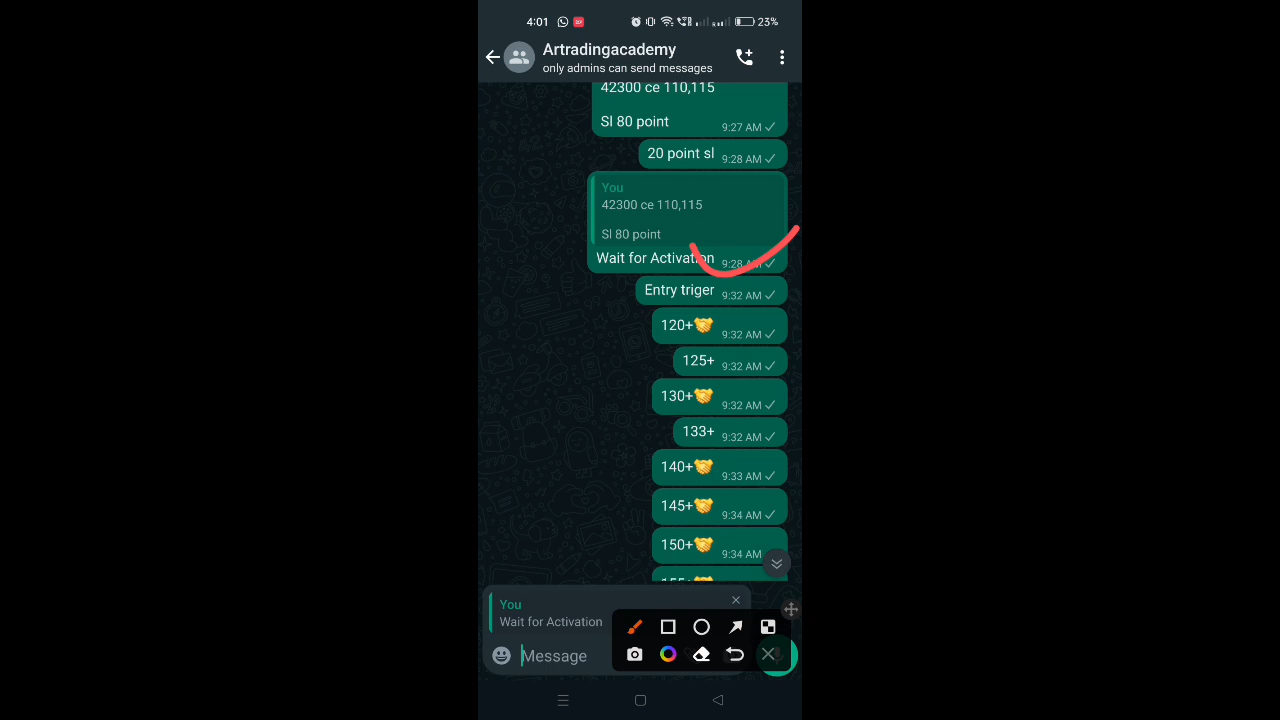 4:01
23%
Artradingacademy
only admins can send messages
42300 ce 110,115
Sl 80 point
9:27 AM
20 point sl
9:28 AM
You
42300 ce 110,115
Sl 80 point
Wait for Activation
9:28 AM
Entry triger
9:32 AM
120+🤝
9:32 AM
125+
9:32 AM
130+🤝
9:32 AM
133+
9:32 AM
140+🤝
9:33 AM
145+🤝
9:34 AM
150+🤝
9:34 AM
You
Wait for Activation
Message